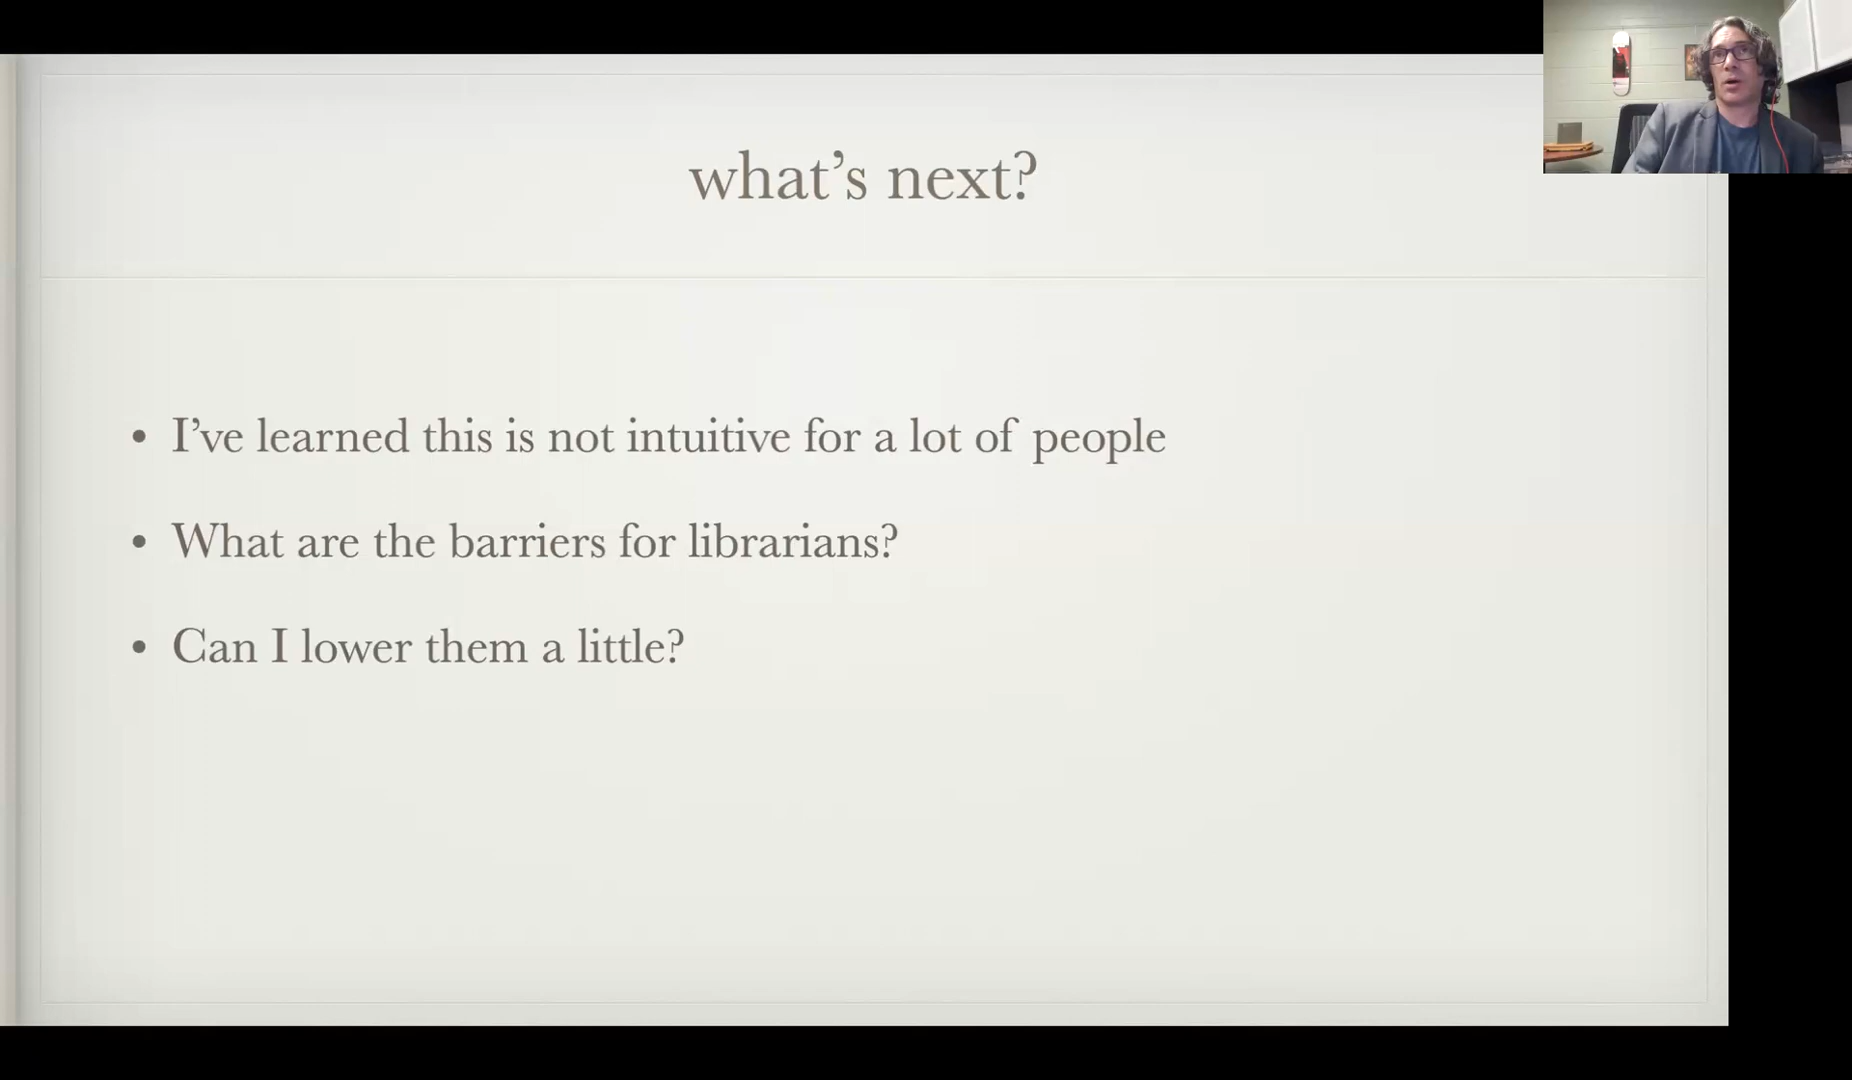 what’s next?
• I’ve learned this is not intuitive for a lot of people
• What are the barriers for librarians?
• Can I lower them a little?